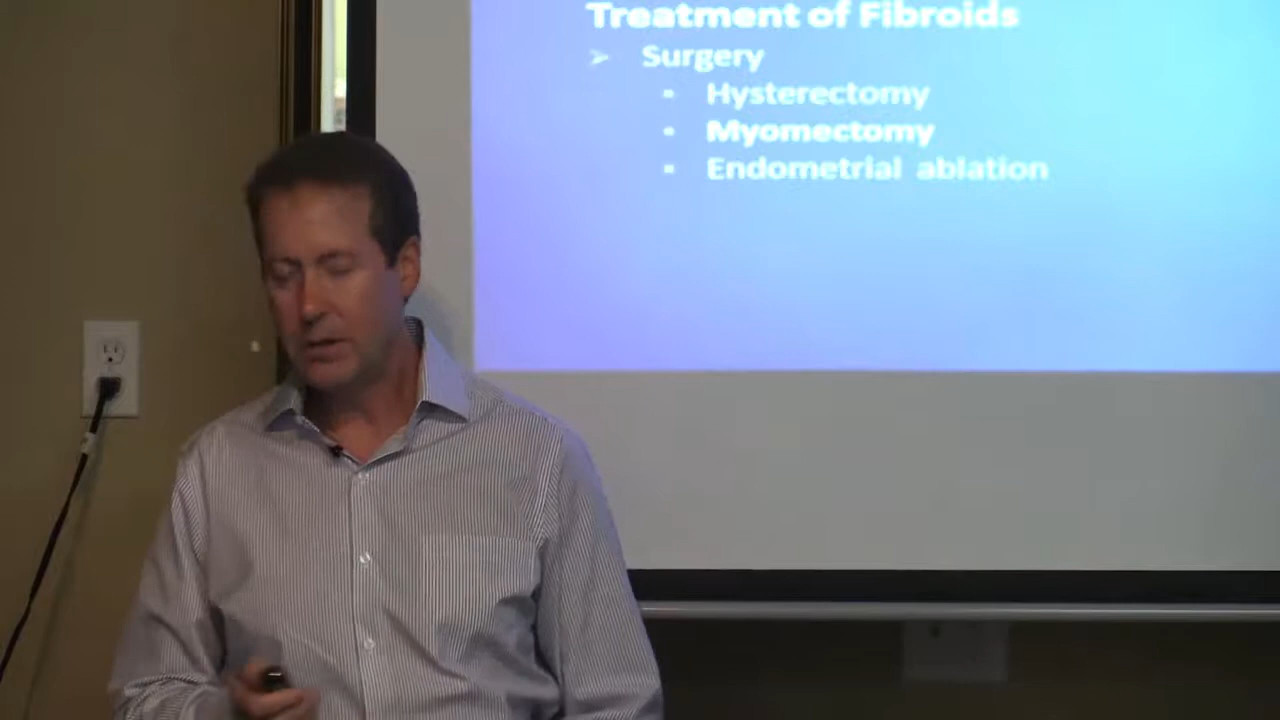 Treatment of Fibroids
➢ Surgery
▪ Hysterectomy
▪ Myomectomy
▪ Endometrial ablation